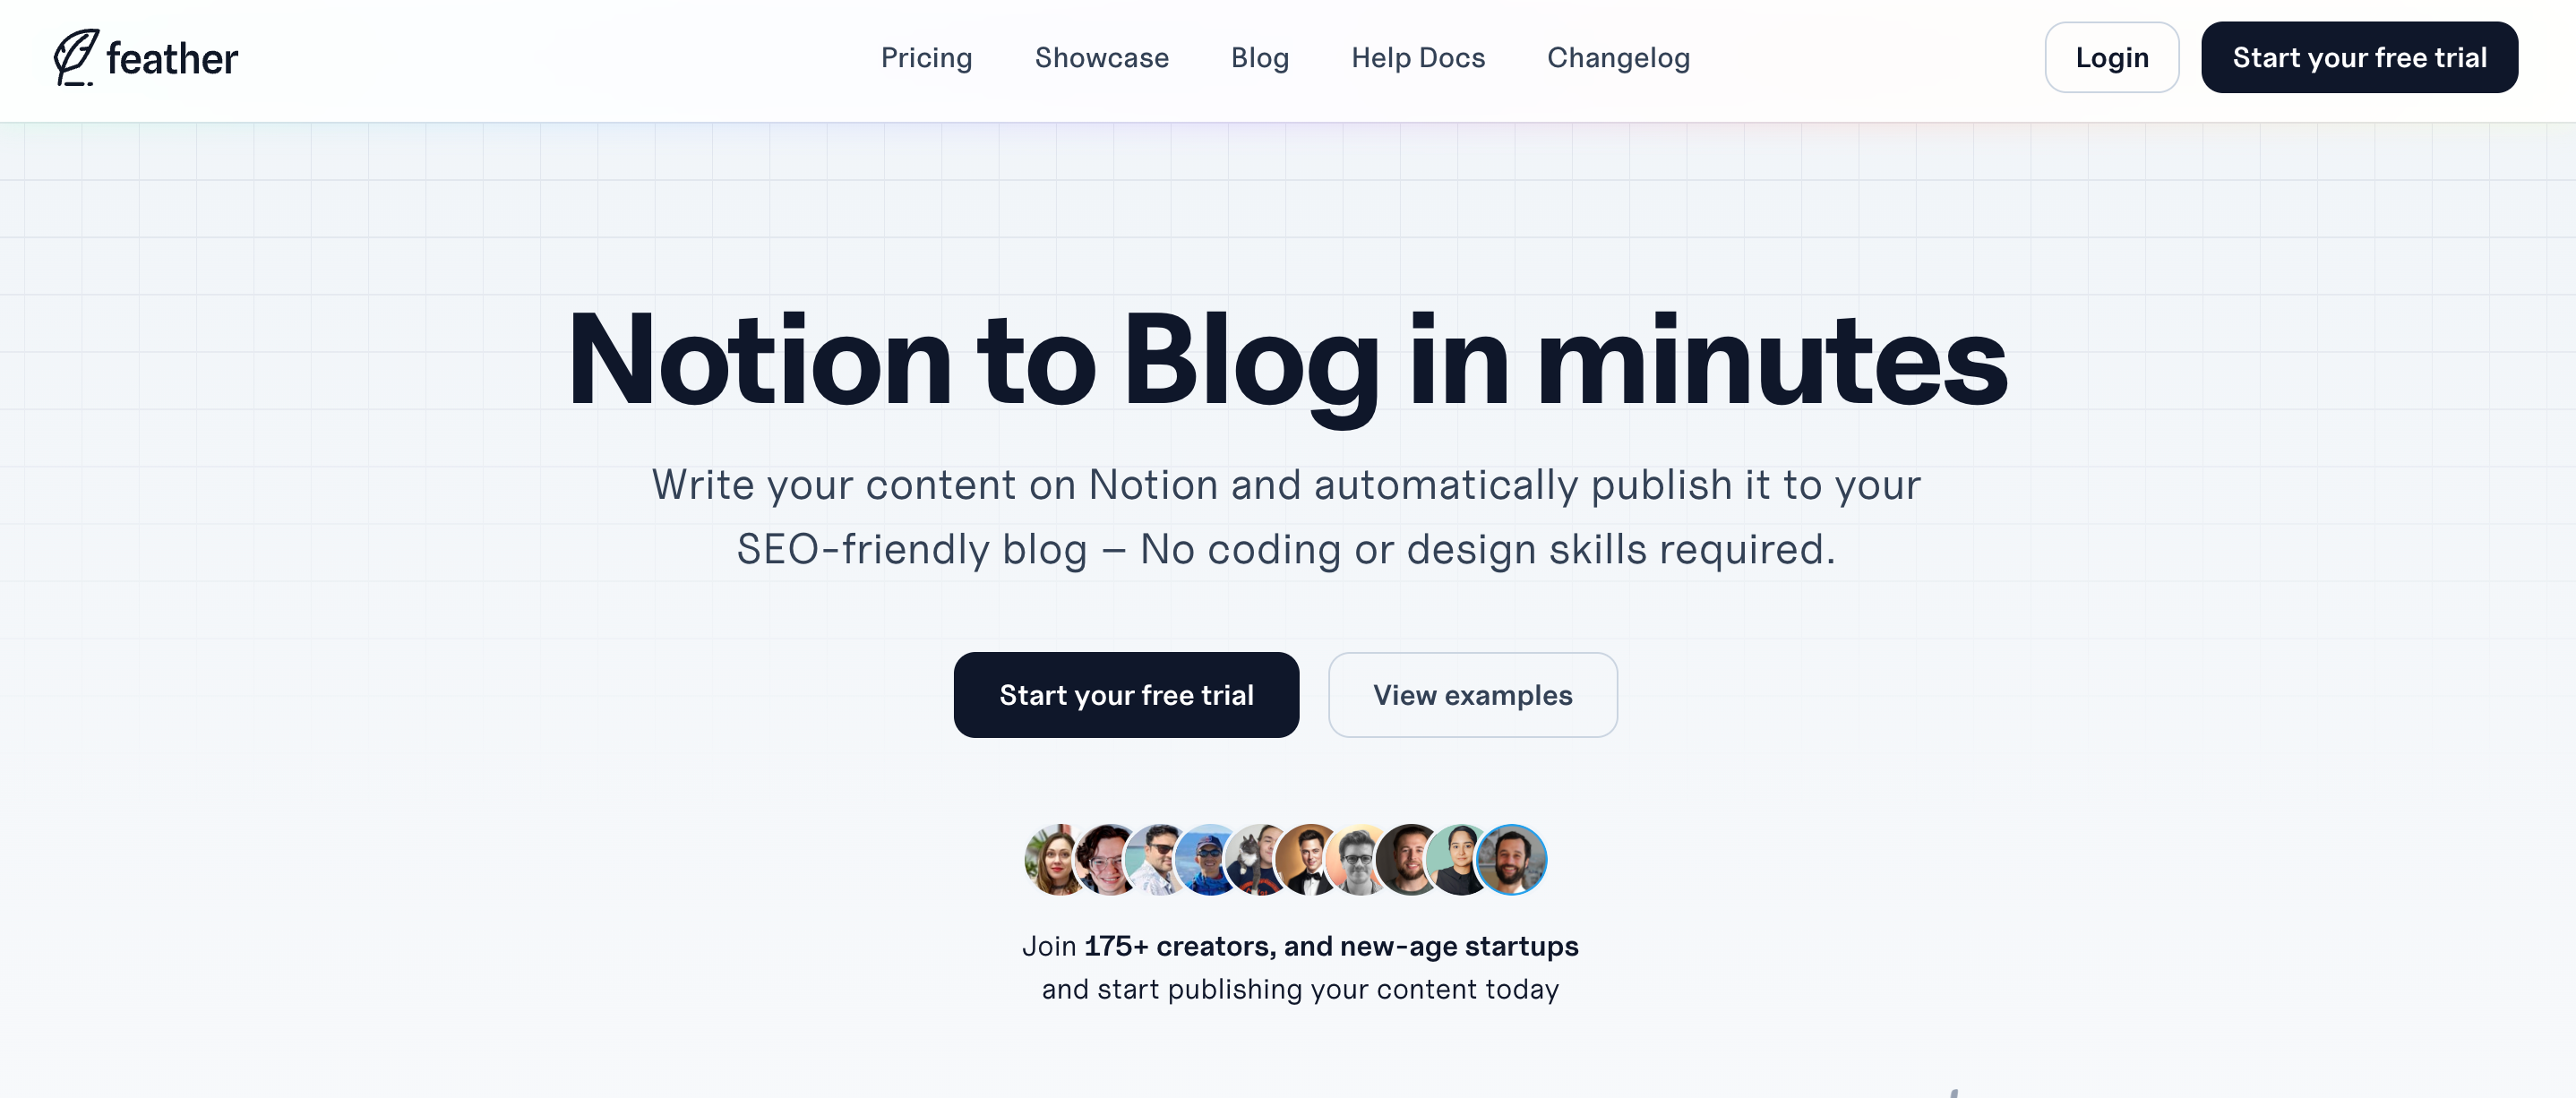 feather
Pricing
Showcase
Blog
Help Docs
Changelog
Login
Start your free trial
Notion to Blog in minutes
Write your content on Notion and automatically publish it to your
SEO-friendly blog – No coding or design skills required.
Start your free trial
View examples
Join 175+ creators, and new-age startups
and start publishing your content today